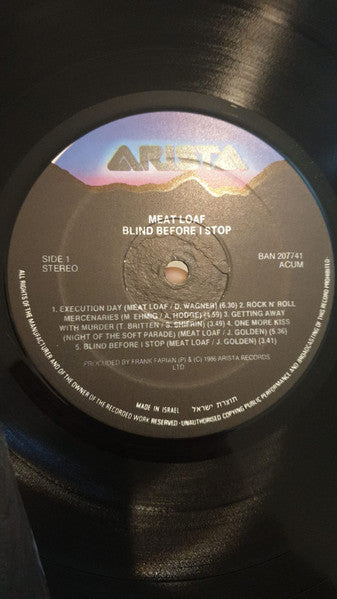 ARISTA
MEAT LOAF
BLIND BEFORE I STOP
SIDE 1
STEREO
BAN 207741
ACUM
1. EXECUTION DAY (MEAT LOAF / D. WAGNER) (6.30) 2. ROCK N' ROLL
MERCENARIES (M. EHMIG / A. HODGE) (4.59) 3. GETTING AWAY
WITH MURDER (T. BRITTEN / S. SHIFRIN) (3.49) 4. ONE MORE KISS
(NIGHT OF THE SOFT PARADE) (MEAT LOAF / J. GOLDEN) (5.36)
5. BLIND BEFORE I STOP (MEAT LOAF / J. GOLDEN) (3.41)
PRODUCED BY FRANK FARIAN (P) & (C) 1986 ARISTA RECORDS
LTD
MADE IN ISRAEL תוצרת ישראל
ALL RIGHTS OF THE MANUFACTURER AND OF THE OWNER OF THE RECORDED WORK RESERVED - UNAUTHORISED COPYING PUBLIC PERFORMANCE AND BROADCASTING OF THIS RECORD PROHIBITED